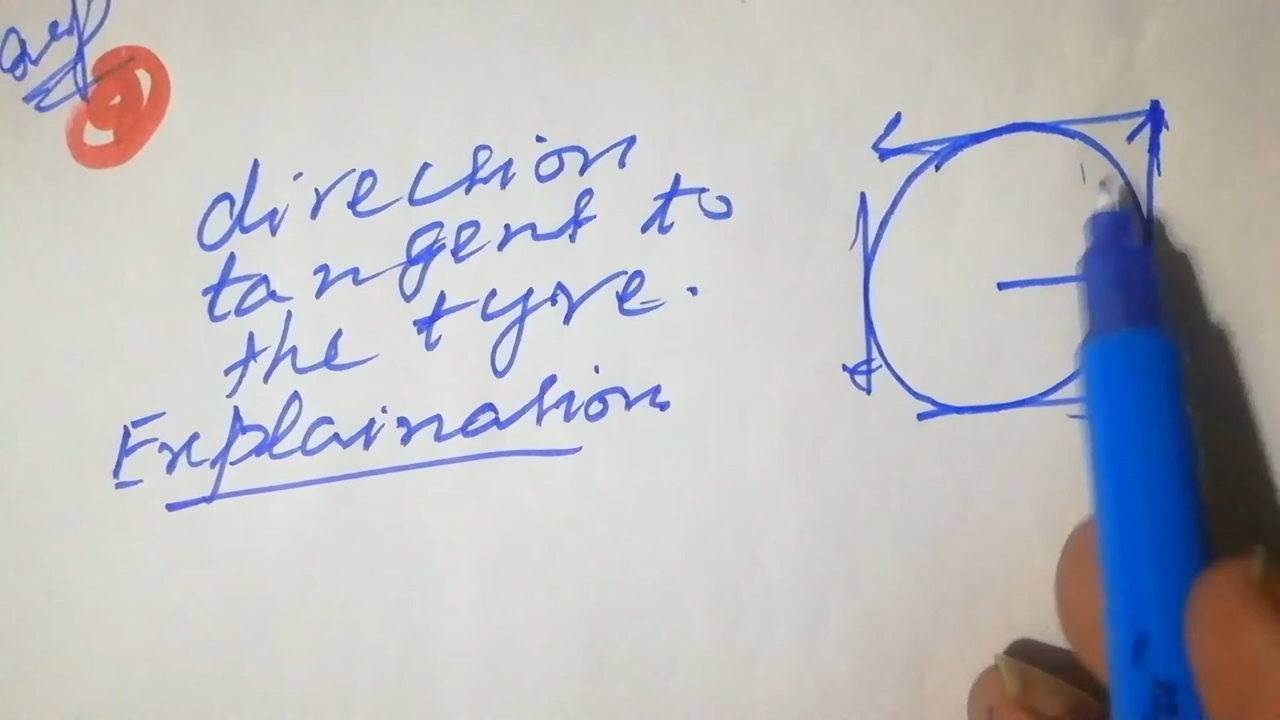 direction
tangent to
the tyre.
Explaination